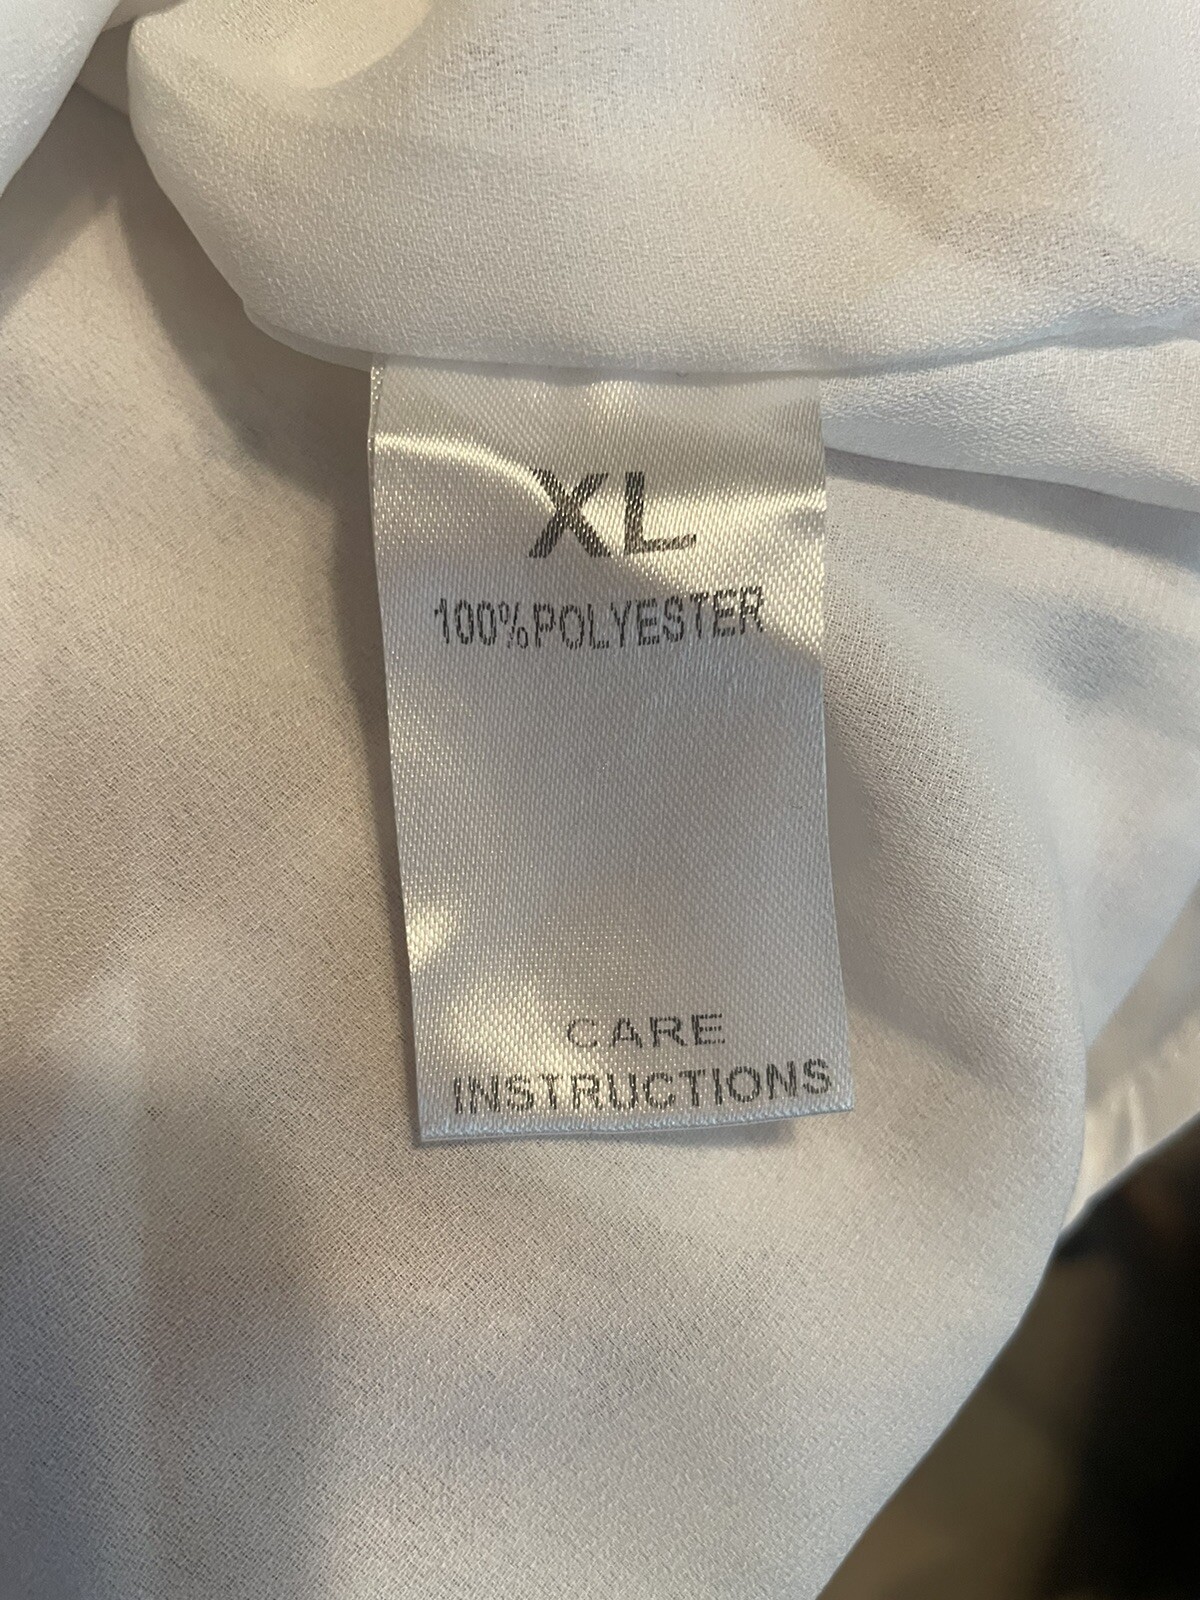 XL
100%POLYESTER
CARE
INSTRUCTIONS